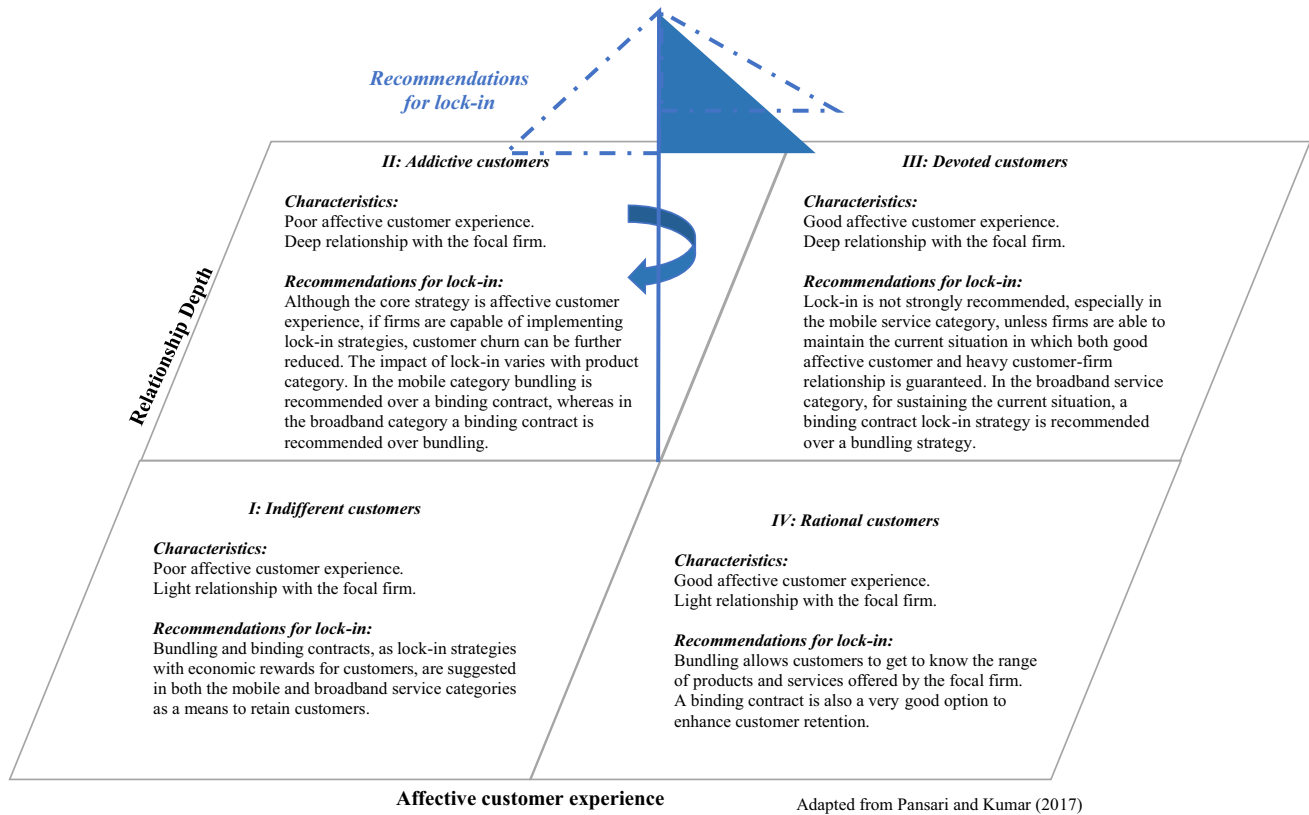 Recommendations
for lock-in
II: Addictive customers
Characteristics:
Poor affective customer experience.
Deep relationship with the focal firm.
Recommendations for lock-in:
Although the core strategy is affective customer
experience, if firms are capable of implementing
lock-in strategies, customer churn can be further
reduced. The impact of lock-in varies with product
category. In the mobile category bundling is
recommended over a binding contract, whereas in
the broadband category a binding contract is
recommended over bundling.
III: Devoted customers
Characteristics:
Good affective customer experience.
Deep relationship with the focal firm.
Recommendations for lock-in:
Lock-in is not strongly recommended, especially in
the mobile service category, unless firms are able to
maintain the current situation in which both good
affective customer and heavy customer-firm
relationship is guaranteed. In the broadband service
category, for sustaining the current situation, a
binding contract lock-in strategy is recommended
over a bundling strategy.
Relationship Depth
I: Indifferent customers
Characteristics:
Poor affective customer experience.
Light relationship with the focal firm.
Recommendations for lock-in:
Bundling and binding contracts, as lock-in strategies
with economic rewards for customers, are suggested
in both the mobile and broadband service categories
as a means to retain customers.
IV: Rational customers
Characteristics:
Good affective customer experience.
Light relationship with the focal firm.
Recommendations for lock-in:
Bundling allows customers to get to know the range
of products and services offered by the focal firm.
A binding contract is also a very good option to
enhance customer retention.
Affective customer experience
Adapted from Pansari and Kumar (2017)